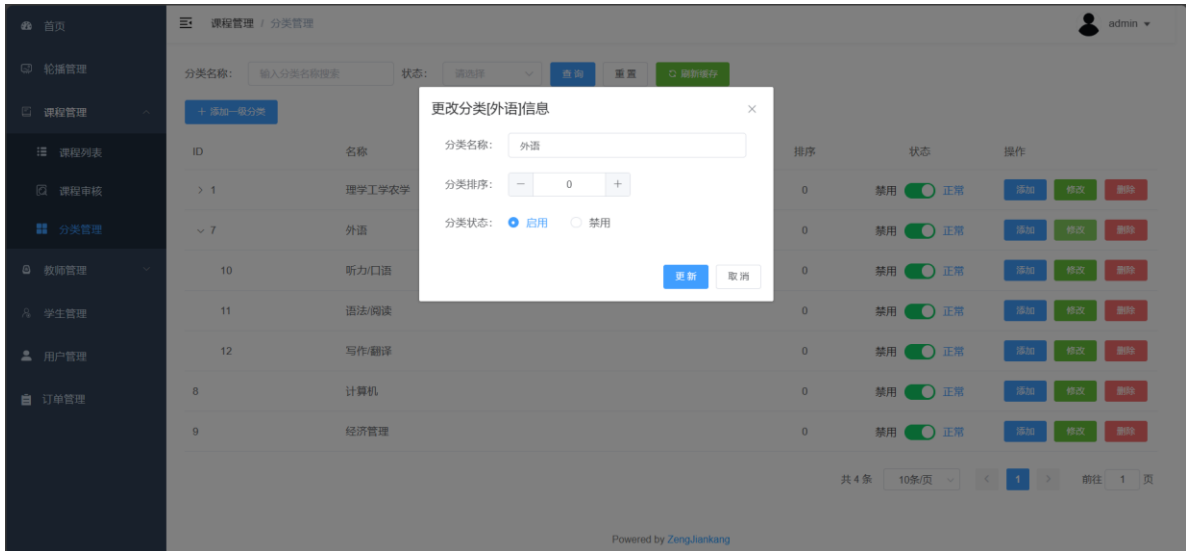 首页
课程管理 / 分类管理
admin
轮播管理
课程管理
课程列表
课程审核
分类管理
教师管理
学生管理
用户管理
订单管理
分类名称: 输入分类名称搜索 状态: 请选择 查询 重置 刷新缓存
+ 添加一级分类
ID 名称 排序 状态 操作
1 理学工学农学 0 禁用 正常 添加 修改 删除
7 外语 0 禁用 正常 添加 修改 删除
10 听力/口语 0 禁用 正常 添加 修改 删除
11 语法/阅读 0 禁用 正常 添加 修改 删除
12 写作/翻译 0 禁用 正常 添加 修改 删除
8 计算机 0 禁用 正常 添加 修改 删除
9 经济管理 0 禁用 正常 添加 修改 删除
共 4 条 10条/页 1 前往 1 页
Powered by ZengJiankang
更改分类[外语]信息
分类名称: 外语
分类排序: 0
分类状态: 启用 禁用
更新 取消